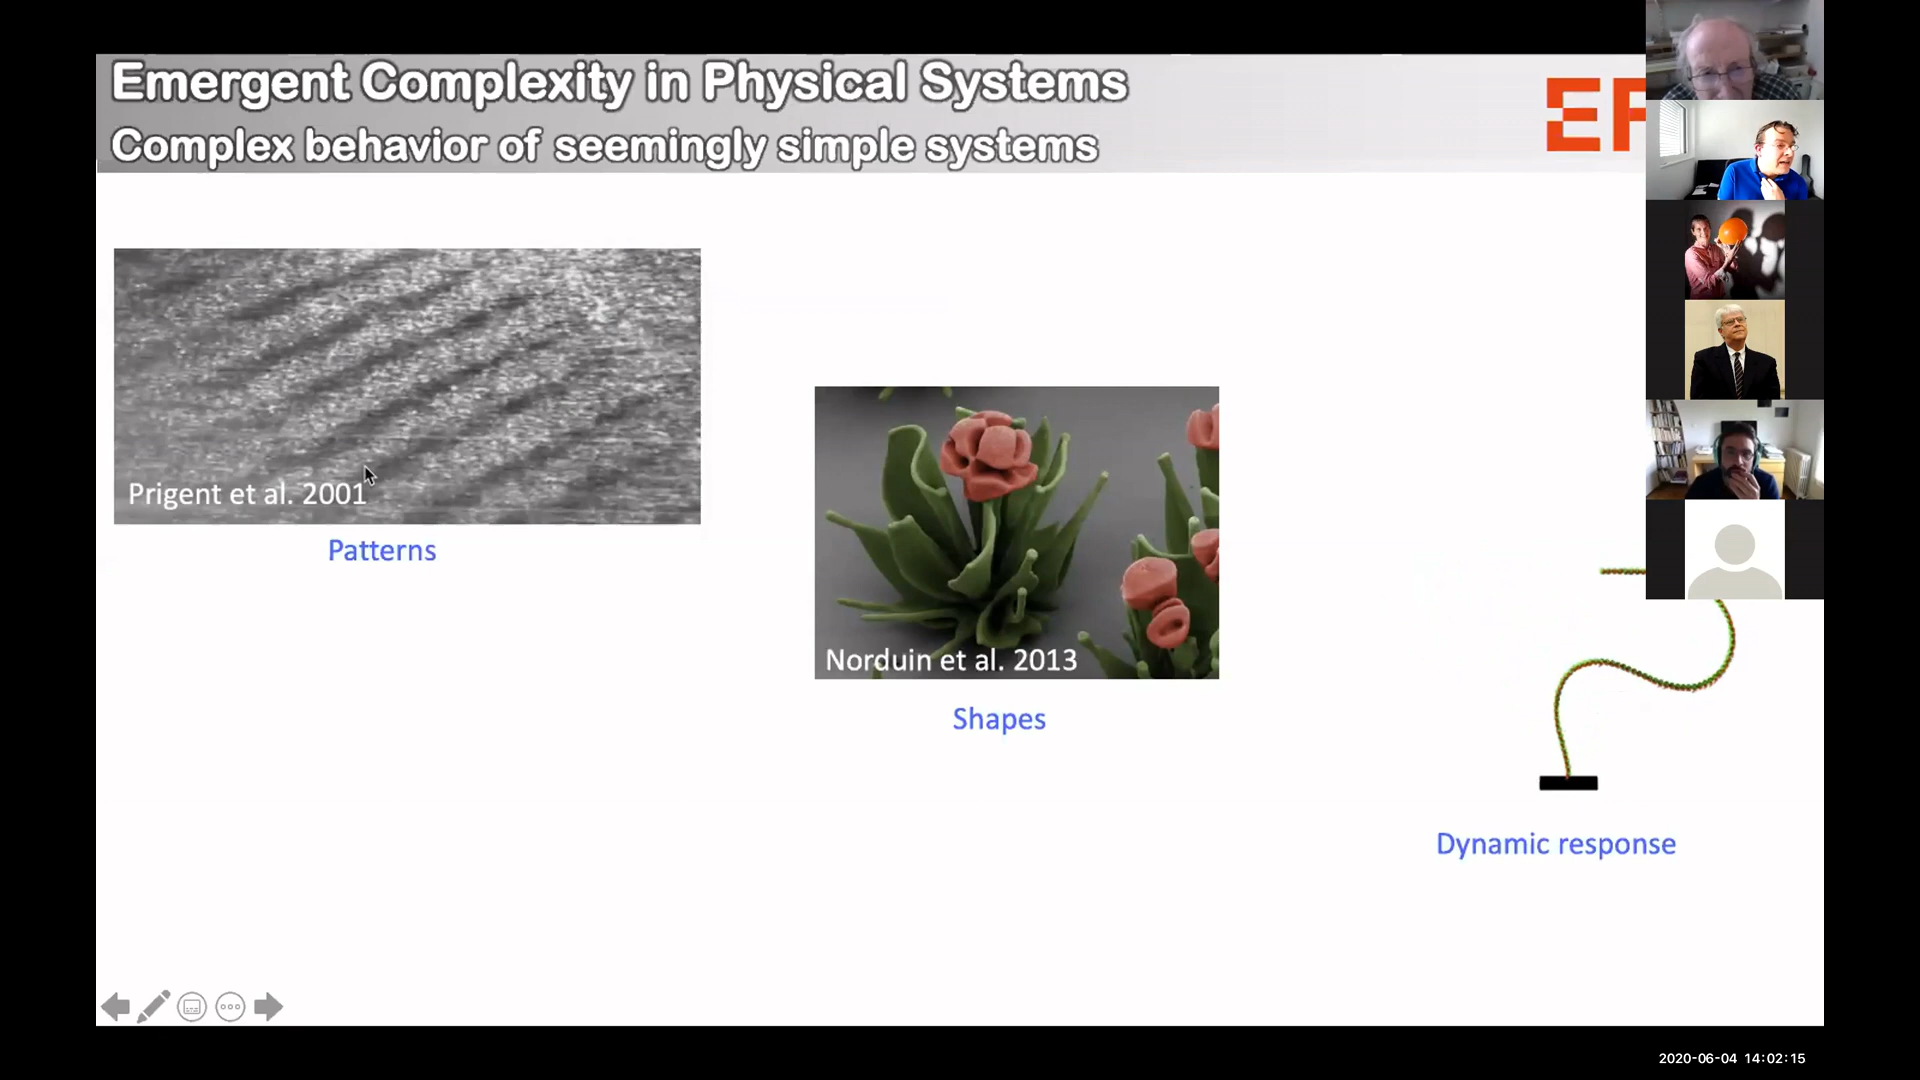 Emergent Complexity in Physical Systems
Complex behavior of seemingly simple systems
Prigent et al. 2001
Patterns
Norduin et al. 2013
Shapes
Dynamic response
2020-06-04 14:02:15